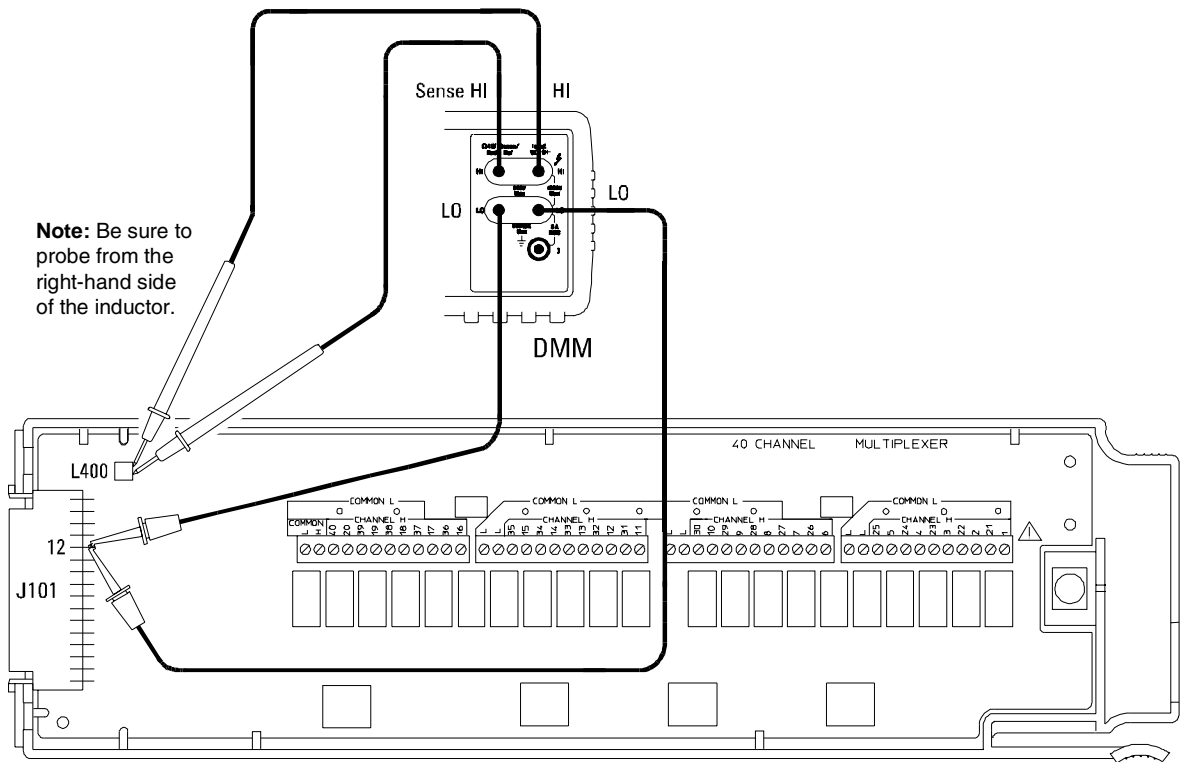 Sense HI
HI
HI
HI
LO
LO
LO
DMM
Note: Be sure to
probe from the
right-hand side
of the inductor.
L400
12
J101
40 CHANNEL MULTIPLEXER
COMMON L
COMMON L
COMMON L
COMMON L
COMMON
CHANNEL H
CHANNEL H
CHANNEL H
CHANNEL H
L H 40 20 39 19 38 18 37 17 36 16
L L 35 15 34 14 33 13 32 12 31 11
L L 30 10 29 9 28 8 27 7 26 6
L L 25 5 24 4 23 3 22 2 21 1